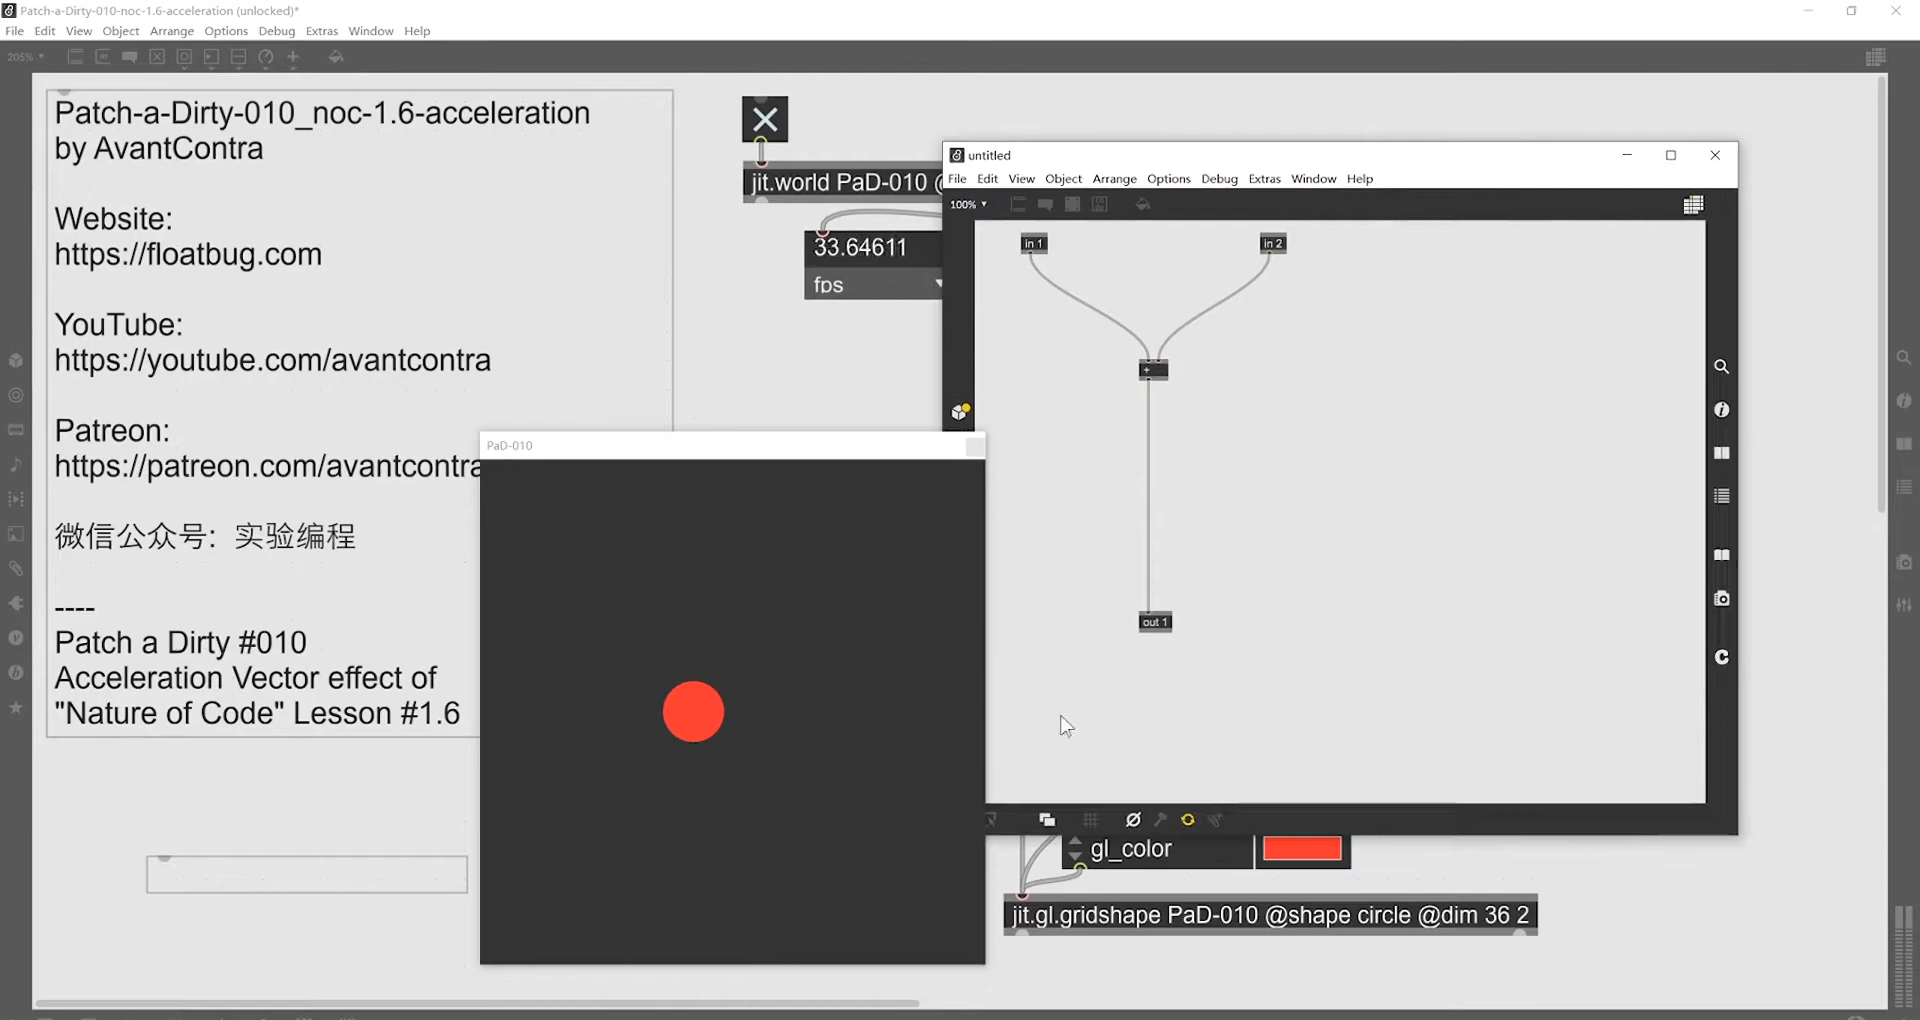 Patch-a-Dirty-010-noc-1.6-acceleration (unlocked)*
File Edit View Object Arrange Options Debug Extras Window Help
205%
Patch-a-Dirty-010_noc-1.6-acceleration
by AvantContra
Website:
https://floatbug.com
YouTube:
https://youtube.com/avantcontra
Patreon:
https://patreon.com/avantcontra
微信公众号：实验编程
----
Patch a Dirty #010
Acceleration Vector effect of
"Nature of Code" Lesson #1.6
jit.world PaD-010 @
33.64611
fps
untitled
File Edit View Object Arrange Options Debug Extras Window Help
100%
in 1
in 2
+
out 1
PaD-010
gl_color
jit.gl.gridshape PaD-010 @shape circle @dim 36 2